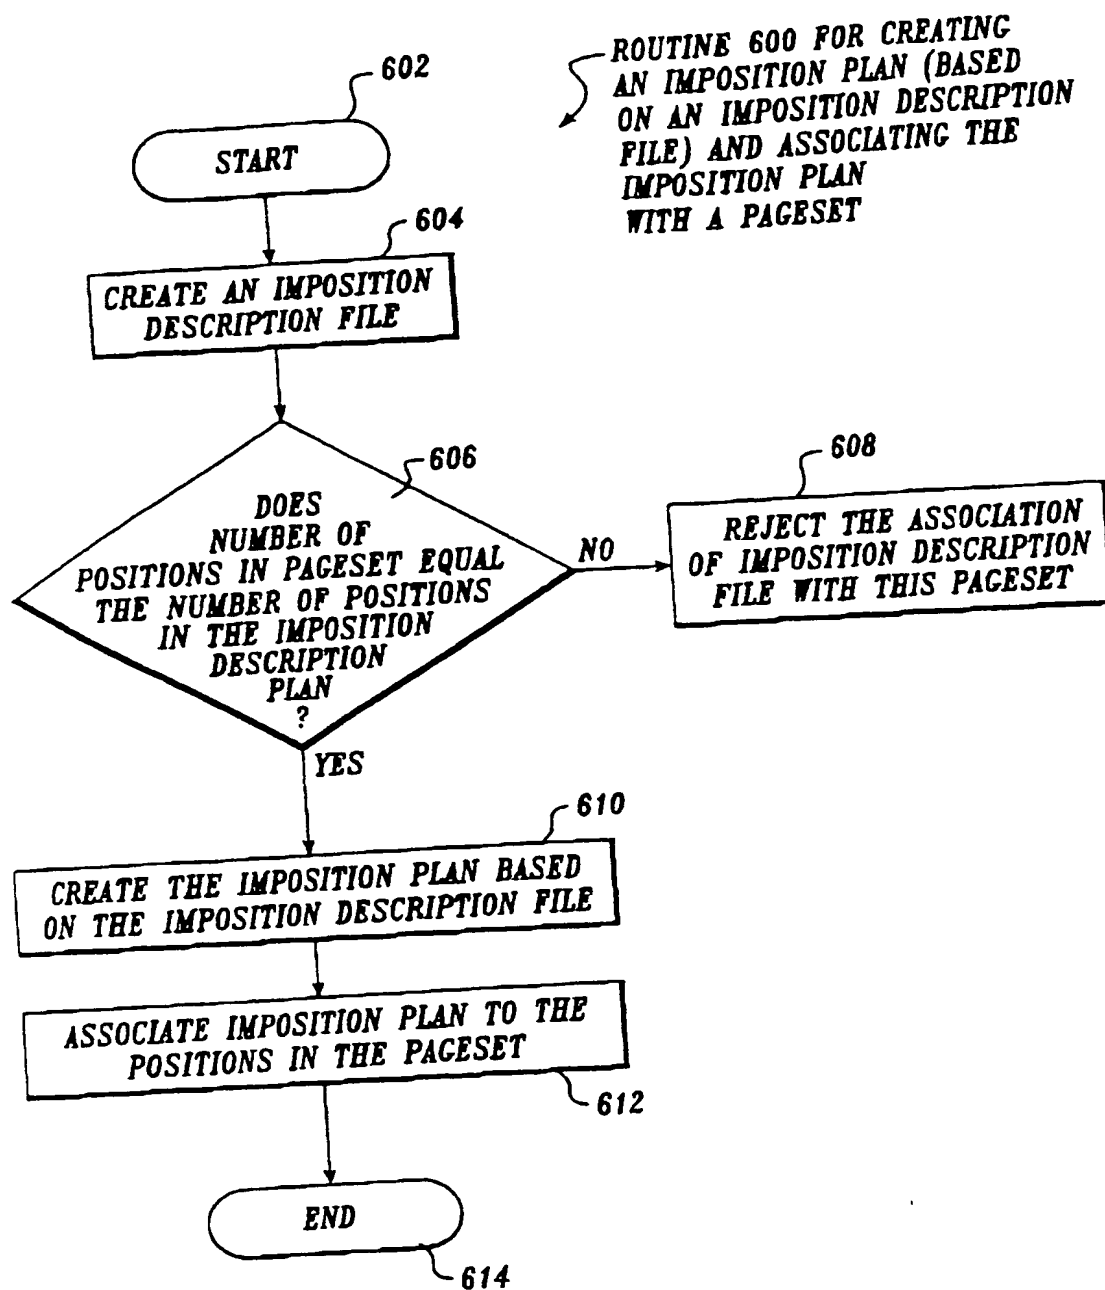 ROUTINE 600 FOR CREATING
AN IMPOSITION PLAN (BASED
ON AN IMPOSITION DESCRIPTION
FILE) AND ASSOCIATING THE
IMPOSITION PLAN
WITH A PAGESET
602
START
604
CREATE AN IMPOSITION
DESCRIPTION FILE
606
DOES
NUMBER OF
POSITIONS IN PAGESET EQUAL
THE NUMBER OF POSITIONS
IN THE IMPOSITION
DESCRIPTION
PLAN
?
NO
608
REJECT THE ASSOCIATION
OF IMPOSITION DESCRIPTION
FILE WITH THIS PAGESET
YES
610
CREATE THE IMPOSITION PLAN BASED
ON THE IMPOSITION DESCRIPTION FILE
ASSOCIATE IMPOSITION PLAN TO THE
POSITIONS IN THE PAGESET
612
END
614